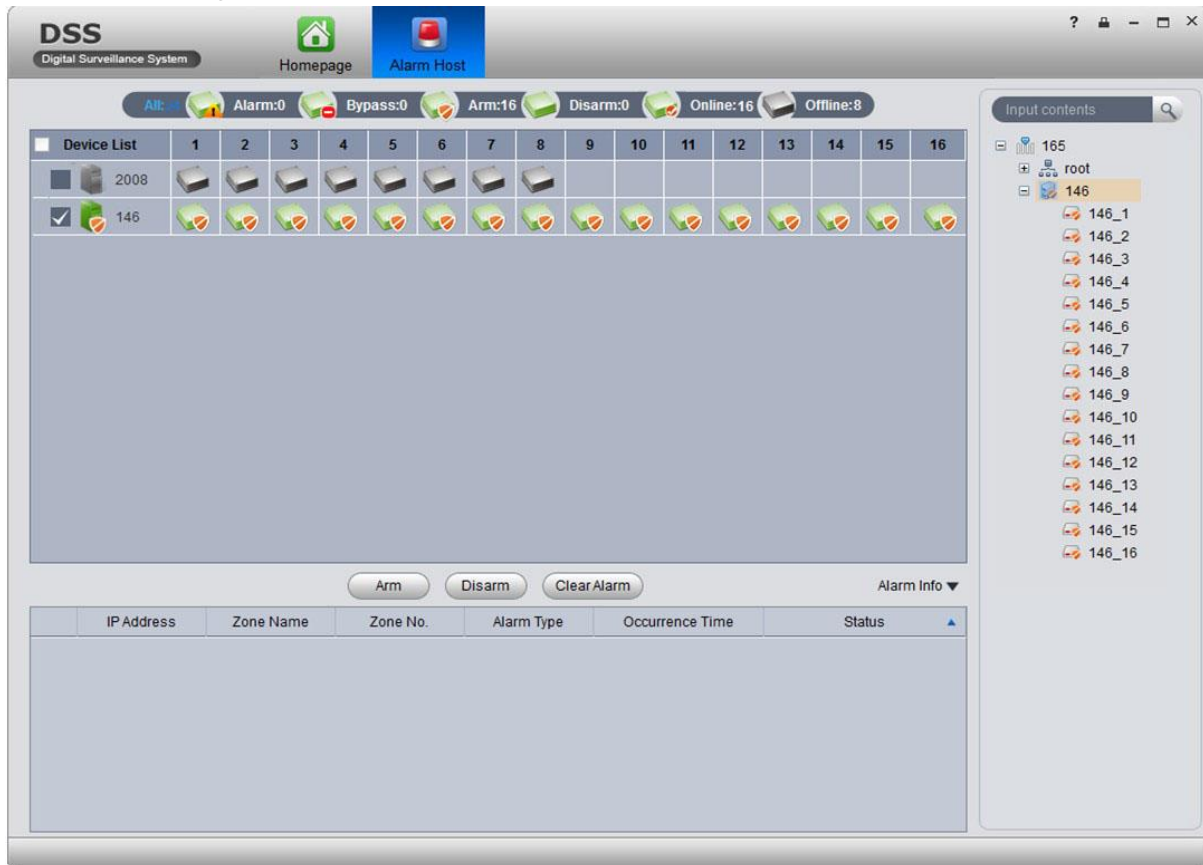 DSS
Digital Surveillance System
Homepage
Alarm Host
?
All:
Alarm:0
Bypass:0
Arm:16
Disarm:0
Online:16
Offline:8
Input contents
Device List 1 2 3 4 5 6 7 8 9 10 11 12 13 14 15 16
2008
146
165
root
146
146_1
146_2
146_3
146_4
146_5
146_6
146_7
146_8
146_9
146_10
146_11
146_12
146_13
146_14
146_15
146_16
Arm Disarm Clear Alarm Alarm Info
IP Address Zone Name Zone No. Alarm Type Occurrence Time Status